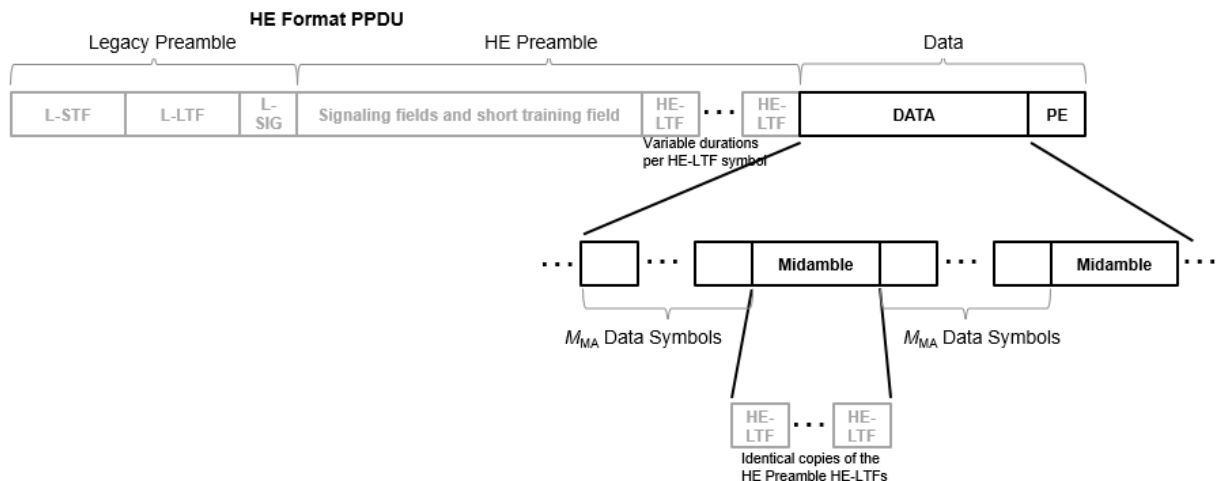 HE Format PPDU
Legacy Preamble
HE Preamble
Data
L-STF
L-LTF
L-
SIG
Signaling fields and short training field
HE-
LTF
...
HE-
LTF
DATA
PE
Variable durations
per HE-LTF symbol
...
...
Midamble
...
Midamble
...
MMA Data Symbols
MMA Data Symbols
HE-
LTF
...
HE-
LTF
Identical copies of the
HE Preamble HE-LTFs